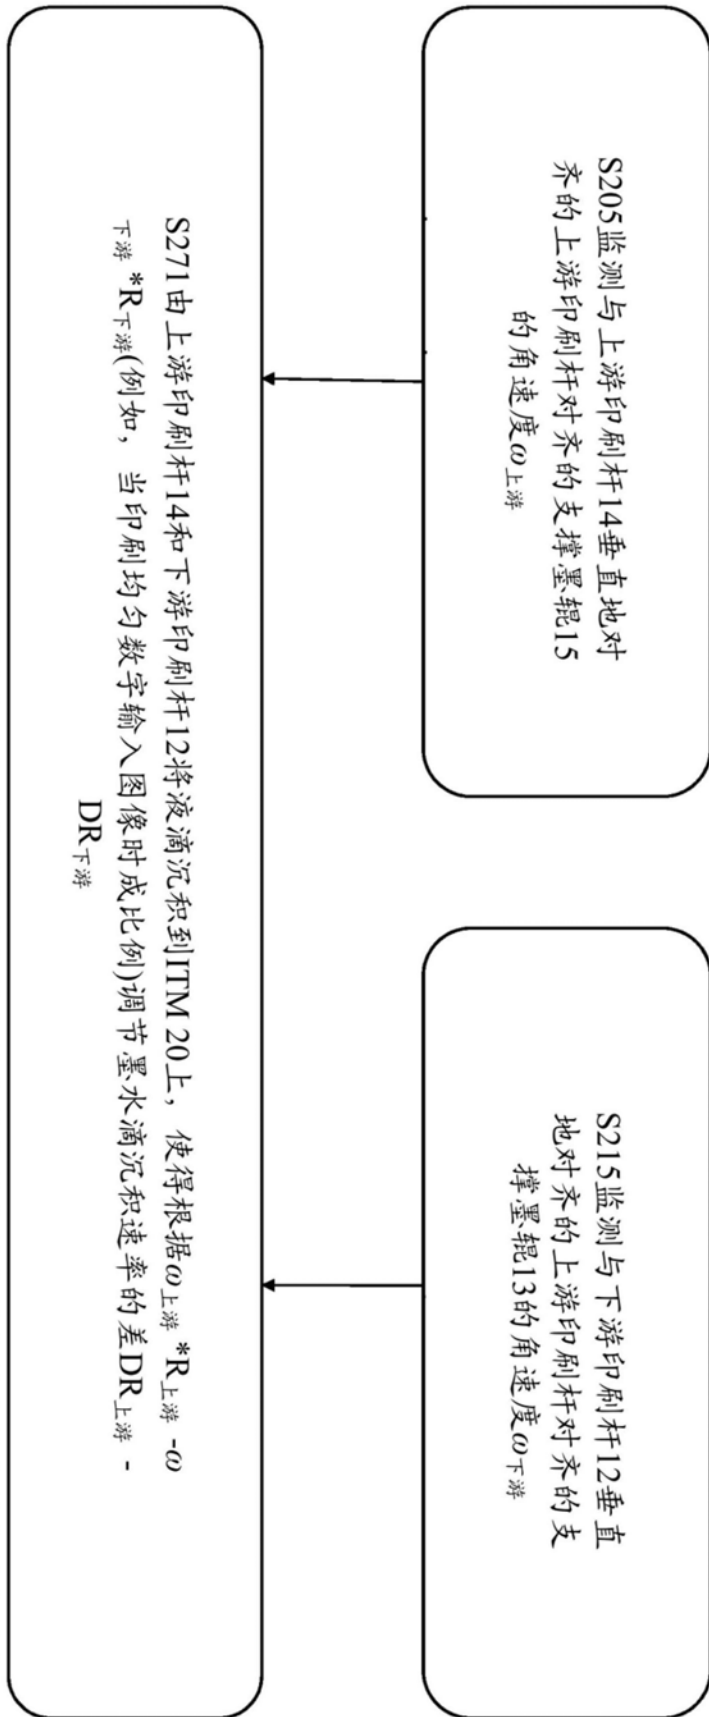 S205监测与上游印刷杆14垂直地对
齐的上游印刷杆对齐的支撑墨辊15
的角速度ω上游
S215监测与下游印刷杆12垂直
地对齐的上游印刷杆对齐的支
撑墨辊13的角速度ω下游
S271由上游印刷杆14和下游印刷杆12将液滴沉积到ITM 20上，使得根据ω上游 *R上游 -ω
下游 *R下游(例如，当印刷均匀数字输入图像时成比例)调节墨水滴沉积速率的差DR上游 -
DR下游